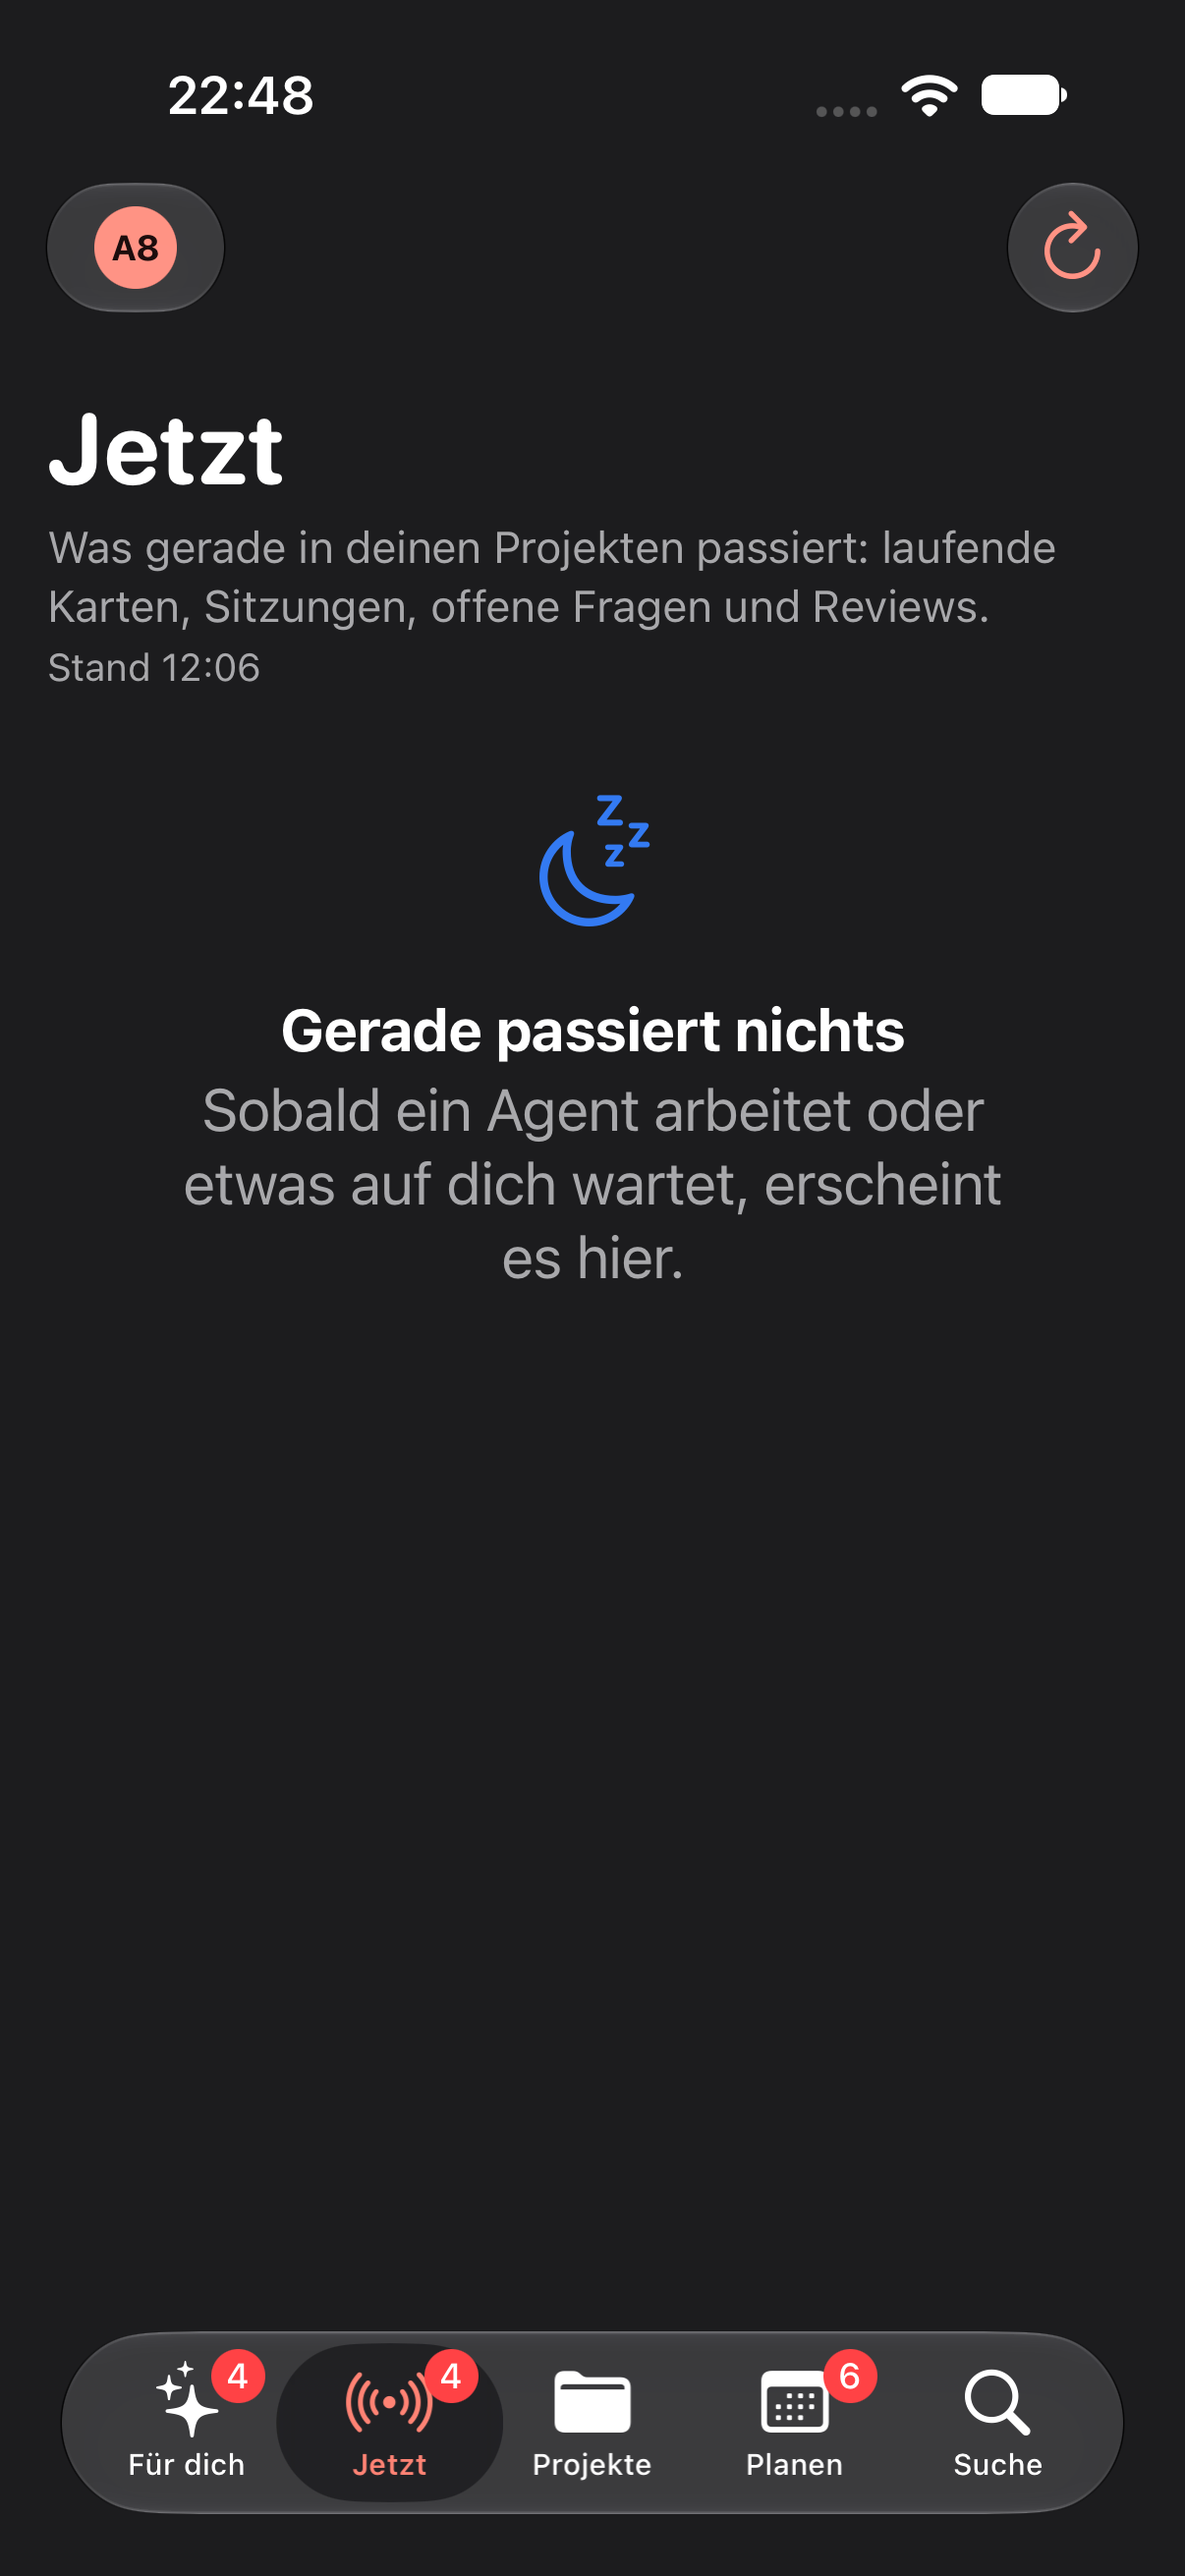 22:48
A8
Jetzt
Was gerade in deinen Projekten passiert: laufende
Karten, Sitzungen, offene Fragen und Reviews.
Stand 12:06
z z z
Gerade passiert nichts
Sobald ein Agent arbeitet oder
etwas auf dich wartet, erscheint
es hier.
4 4 6
Für dich Jetzt Projekte Planen Suche